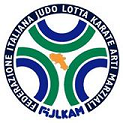 FEDERAZIONE ITALIANA JUDO LOTTA KARATE ARTI MARZIALI
FIJLKAM